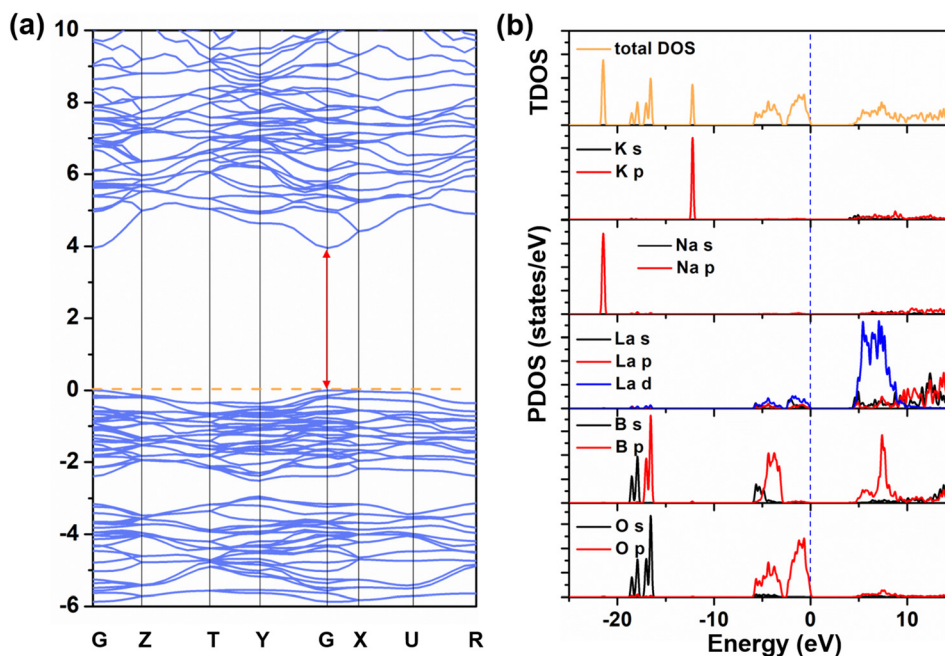 (a)
10
8
6
4
2
0
-2
-4
-6
G Z T Y G X U R
(b)
TDOS
PDOS (states/eV)
total DOS
K s
K p
Na s
Na p
La s
La p
La d
B s
B p
O s
O p
-20 -10 0 10
Energy (eV)